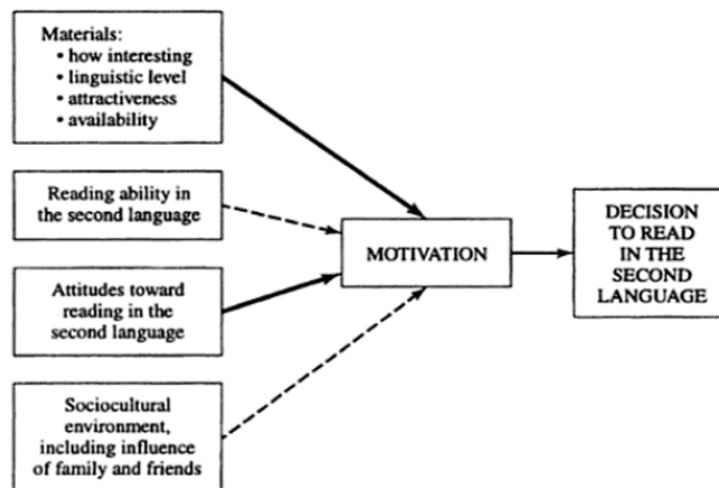 Materials:
• how interesting
• linguistic level
• attractiveness
• availability
Reading ability in
the second language
Attitudes toward
reading in the
second language
Sociocultural
environment,
including influence
of family and friends
MOTIVATION
DECISION
TO READ
IN THE
SECOND
LANGUAGE